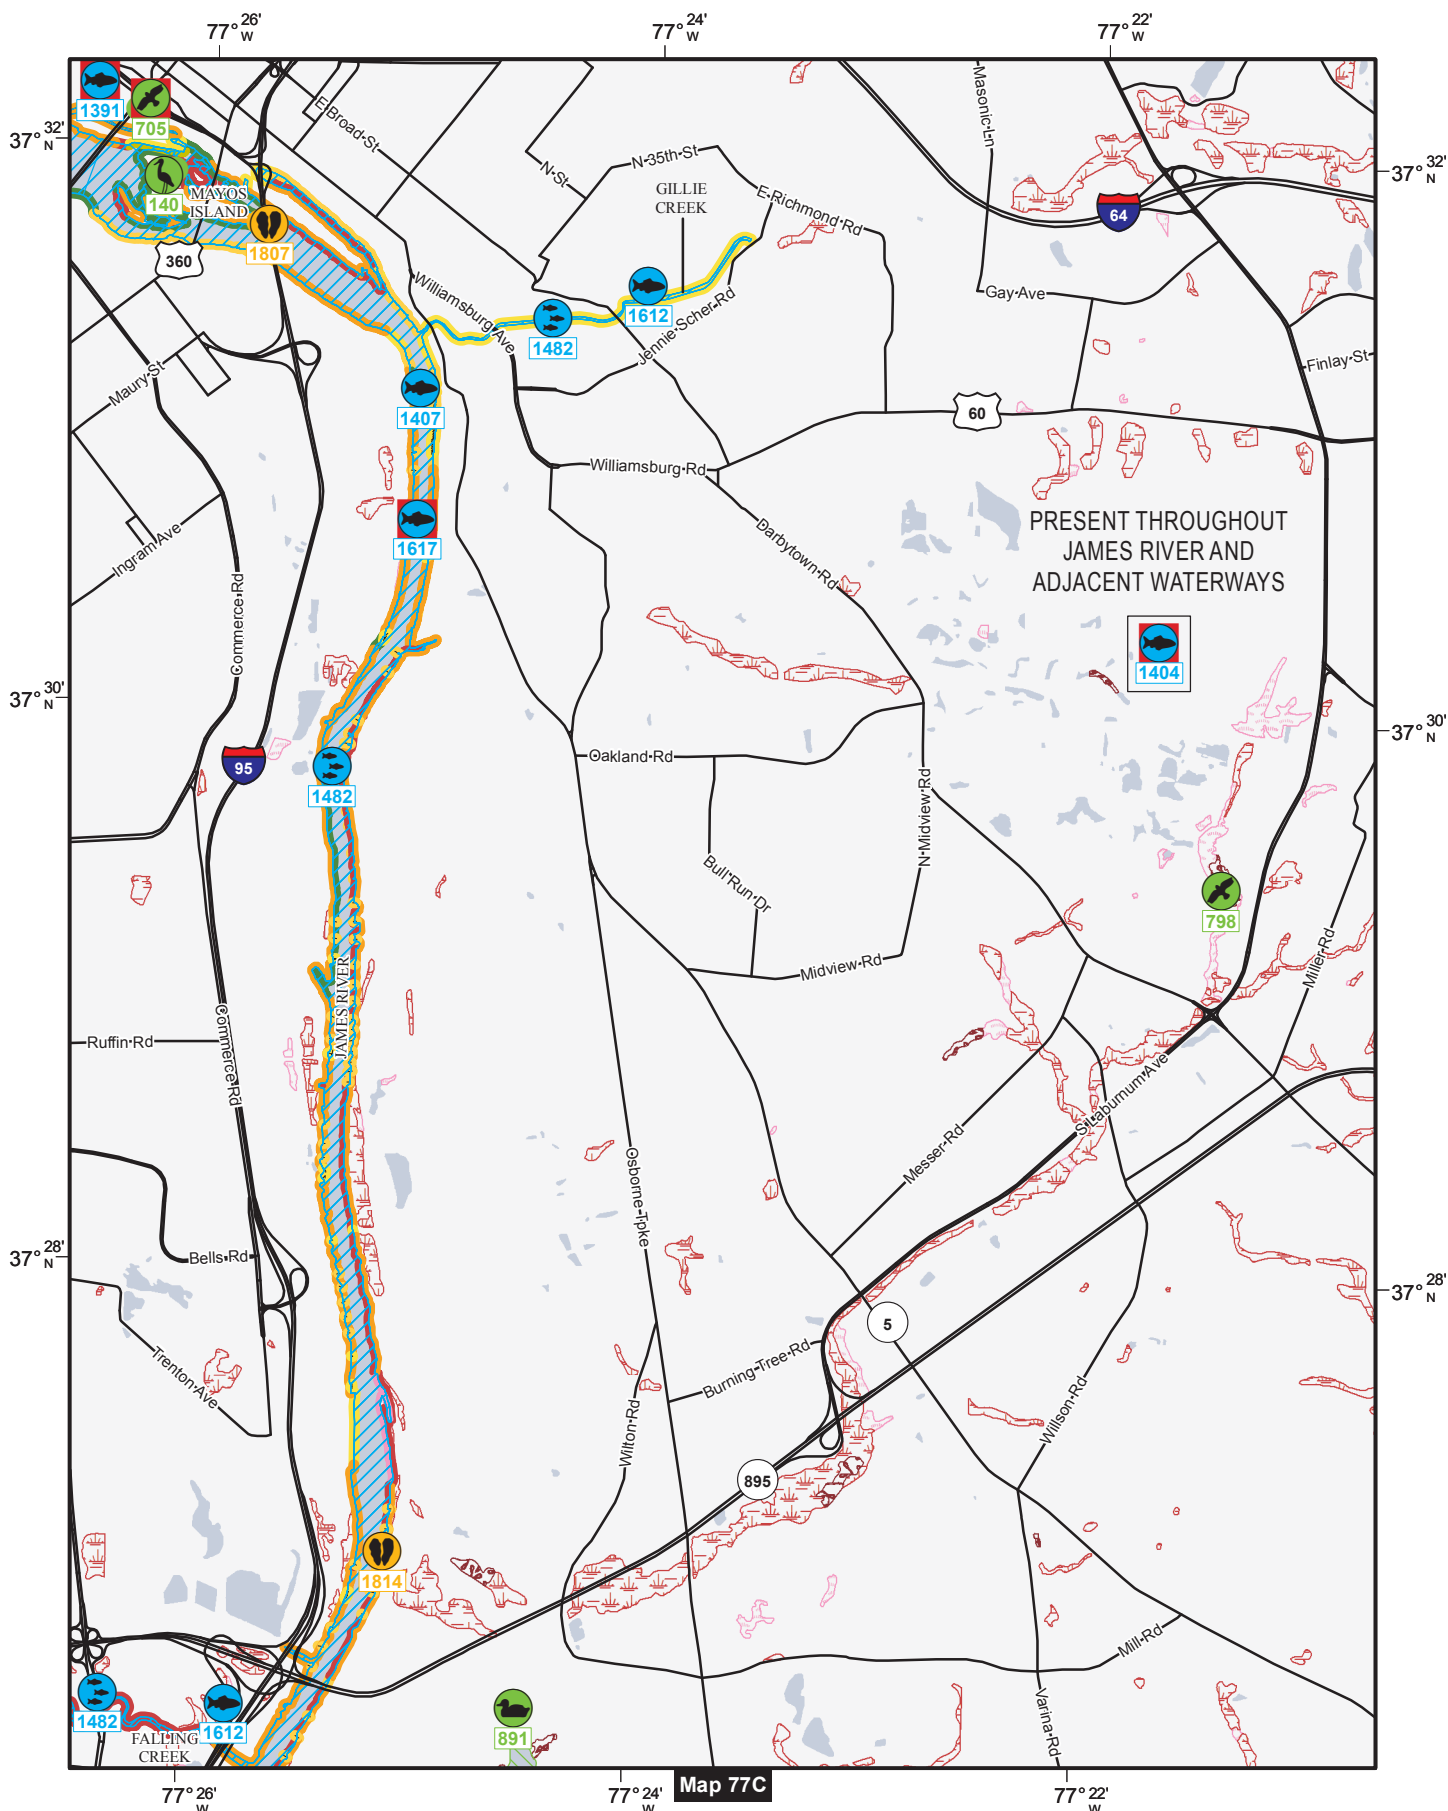 77° 26' W
77° 24' W
77° 22' W
37° 32' N
37° 32' N
1391
705
140
MAYOS
ISLAND
1807
360
E Broad St
N St
N 35th St
GILLIE
CREEK
E Richmond Rd
Masonic Ln
64
Gay Ave
Finlay St
Williamsburg Ave
1482
1612
Jennie Scher Rd
Maury St
1407
60
Williamsburg Rd
1617
Ingram Ave
Commerce Rd
Darbytown Rd
PRESENT THROUGHOUT
JAMES RIVER AND
ADJACENT WATERWAYS
1404
37° 30' N
37° 30' N
95
1482
Oakland Rd
N Midview Rd
Bull Run Dr
798
Midview Rd
Miller Rd
JAMES RIVER
Ruffin Rd
Commerce Rd
S Laburnum Ave
Messer Rd
Osborne Tpke
Bells Rd
37° 28' N
37° 28' N
5
Trenton Ave
Burning Tree Rd
Wilton Rd
Willson Rd
895
1814
Mill Rd
Varina Rd
1482
1612
FALLING
CREEK
891
77° 26' W
77° 24' W
Map 77C
77° 22' W